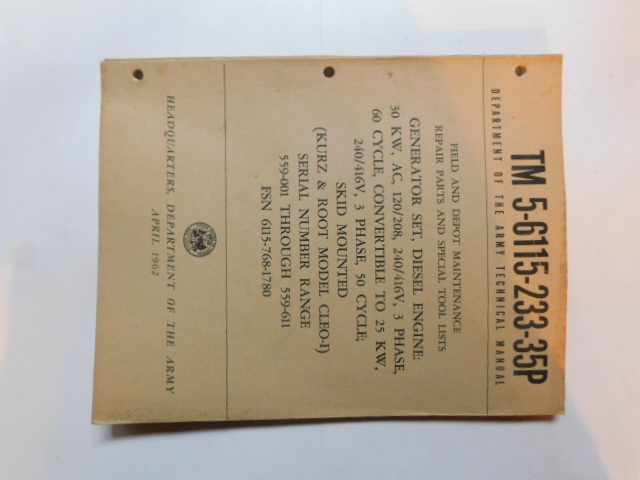 TM 5-6115-233-35P
DEPARTMENT OF THE ARMY TECHNICAL MANUAL
FIELD AND DEPOT MAINTENANCE
REPAIR PARTS AND SPECIAL TOOL LISTS
GENERATOR SET, DIESEL ENGINE:
30 KW, AC, 120/208, 240/416V, 3 PHASE,
60 CYCLE, CONVERTIBLE TO 25 KW,
240/416V, 3 PHASE, 50 CYCLE;
SKID MOUNTED
(KURZ & ROOT MODEL CLEO-1)
SERIAL NUMBER RANGE
559-001 THROUGH 559-611
FSN 6115-768-1780
HEADQUARTERS, DEPARTMENT OF THE ARMY
APRIL 1962